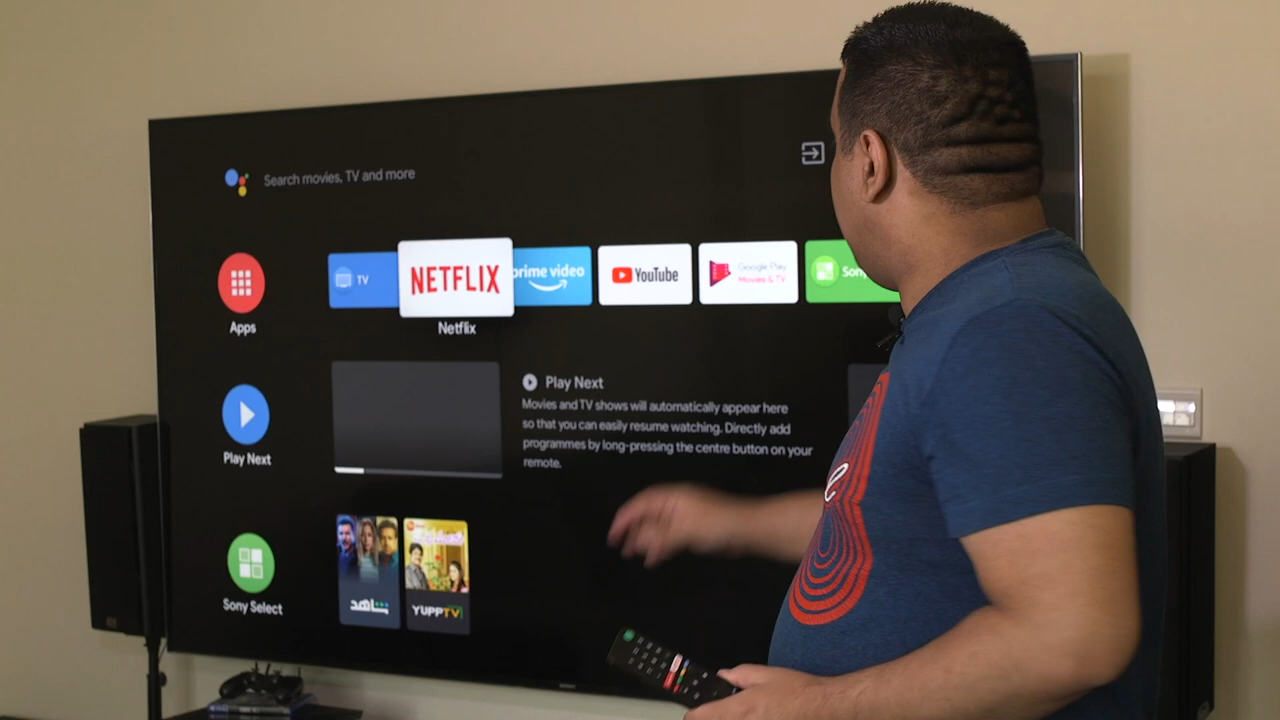 Search movies, TV and more
TV
NETFLIX
prime video
YouTube
Google Play
Movies & TV
Sony
Apps
Netflix
Play Next
Movies and TV shows will automatically appear here
so that you can easily resume watching. Directly add
programmes by long-pressing the centre button on your
remote.
Play Next
شاهد
YUPPTV
Sony Select